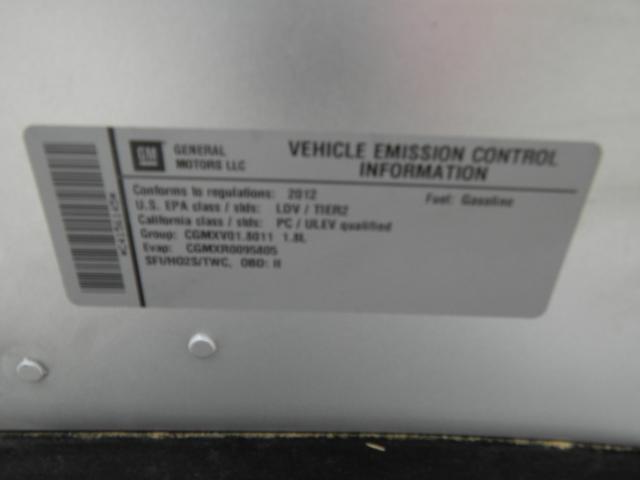 GM
GENERAL MOTORS LLC
VEHICLE EMISSION CONTROL INFORMATION
Conforms to regulations: 2012 Fuel: Gasoline
U.S. EPA class / stds: LDV / TIER2
California class / stds: PC / ULEV qualified
Group: CGMXV01.8011 1.8L
Evap: CGMXR0095805
SFI/HO2S/TWC, OBD: II